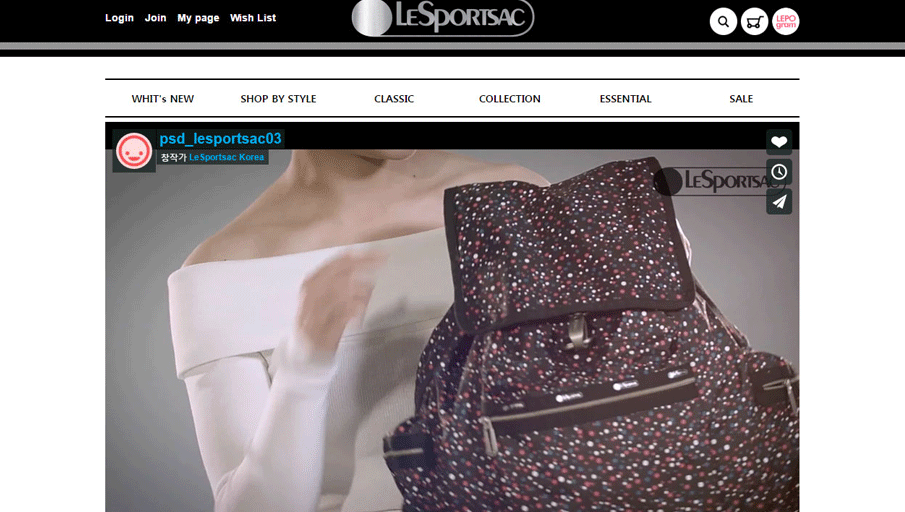 Login Join My page Wish List
LeSportsac
LEPO
gram
WHIT's NEW SHOP BY STYLE CLASSIC COLLECTION ESSENTIAL SALE
psd_lesportsac03
창작가 LeSportsac Korea
LeSportsac